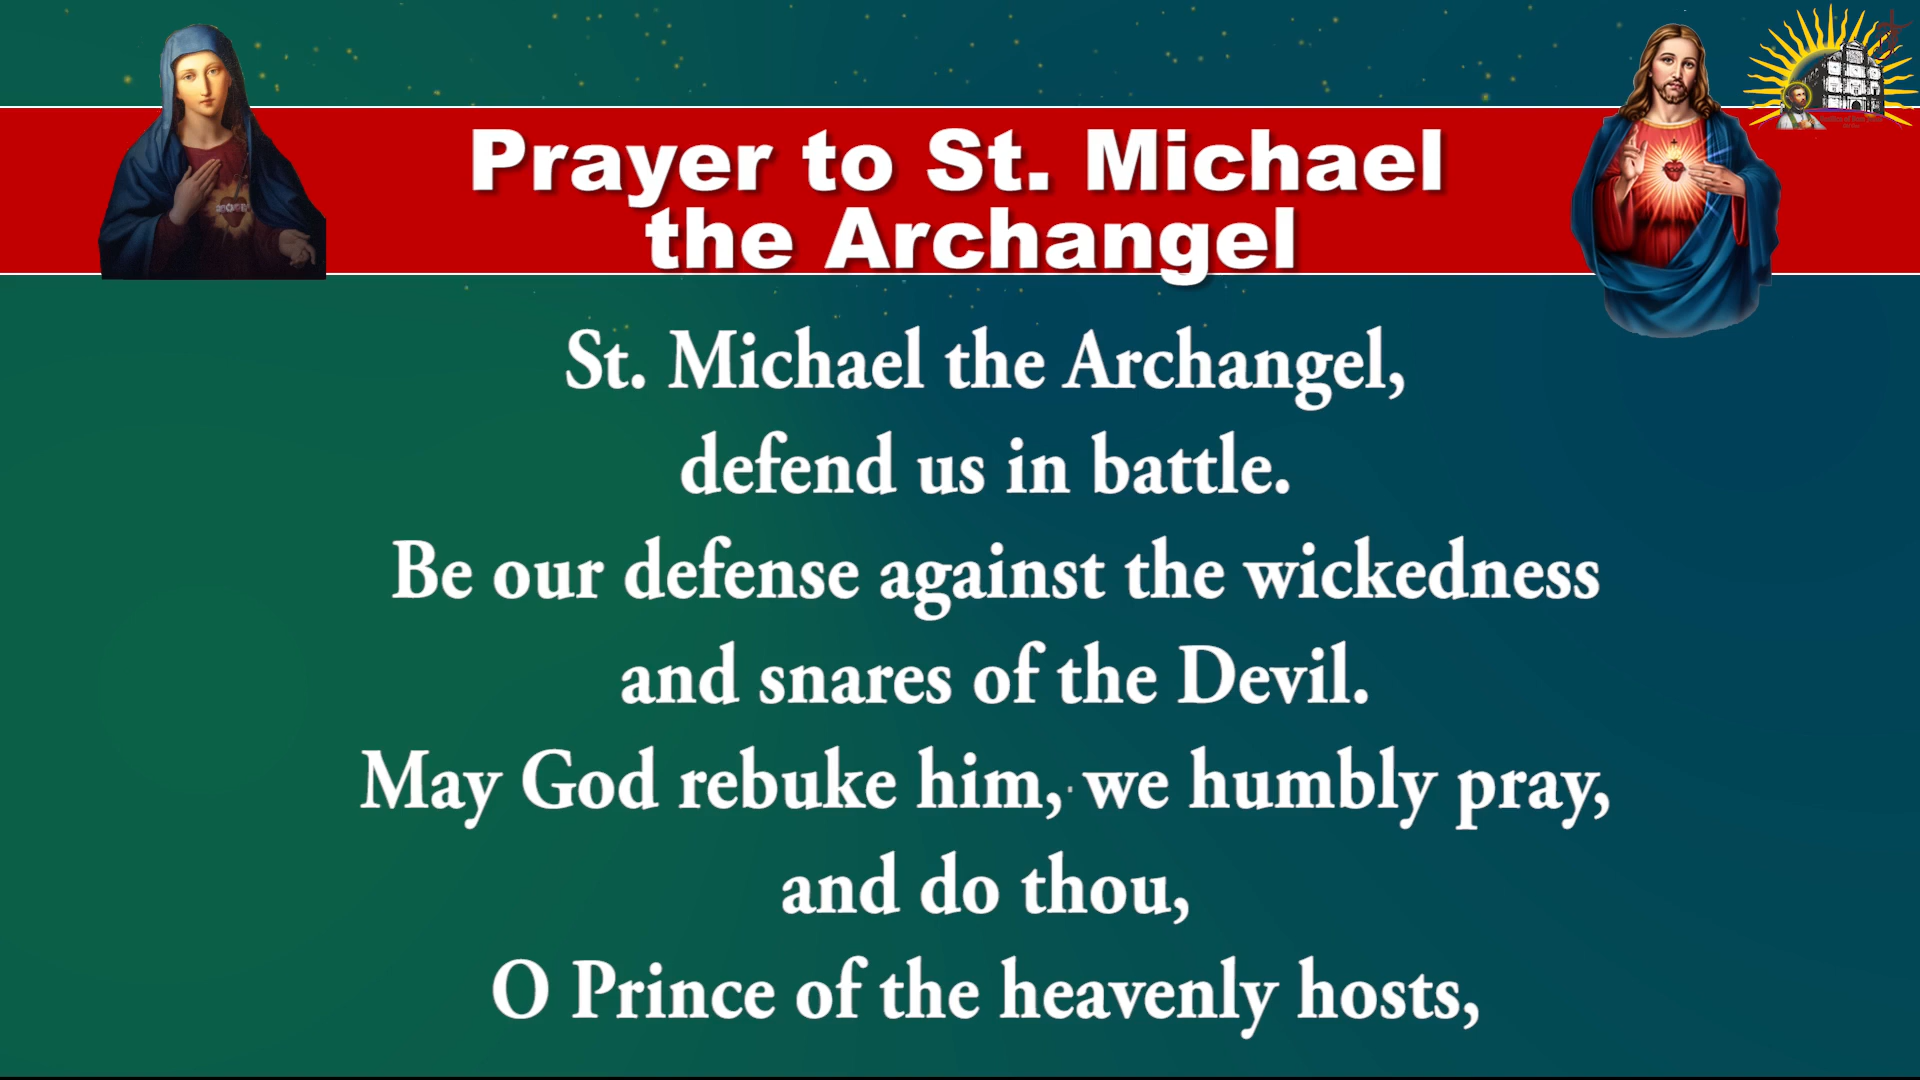 Prayer to St. Michael
the Archangel
St. Michael the Archangel,
defend us in battle.
Be our defense against the wickedness
and snares of the Devil.
May God rebuke him, we humbly pray,
and do thou,
O Prince of the heavenly hosts,